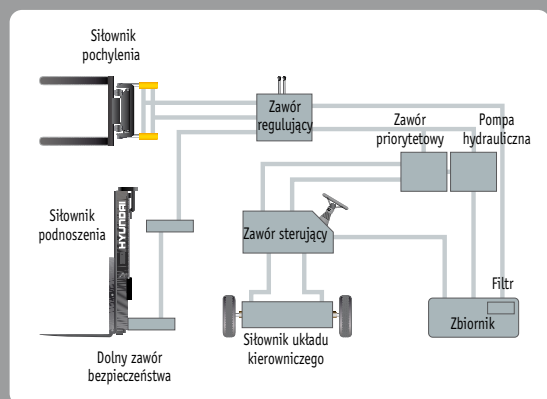 Siłownik
pochylenia
Zawór
regulujący
Zawór
priorytetowy
Pompa
hydrauliczna
Siłownik
podnoszenia
HYUNDAI
Zawór sterujący
Filtr
Zbiornik
Siłownik układu
kierowniczego
Dolny zawór
bezpieczeństwa